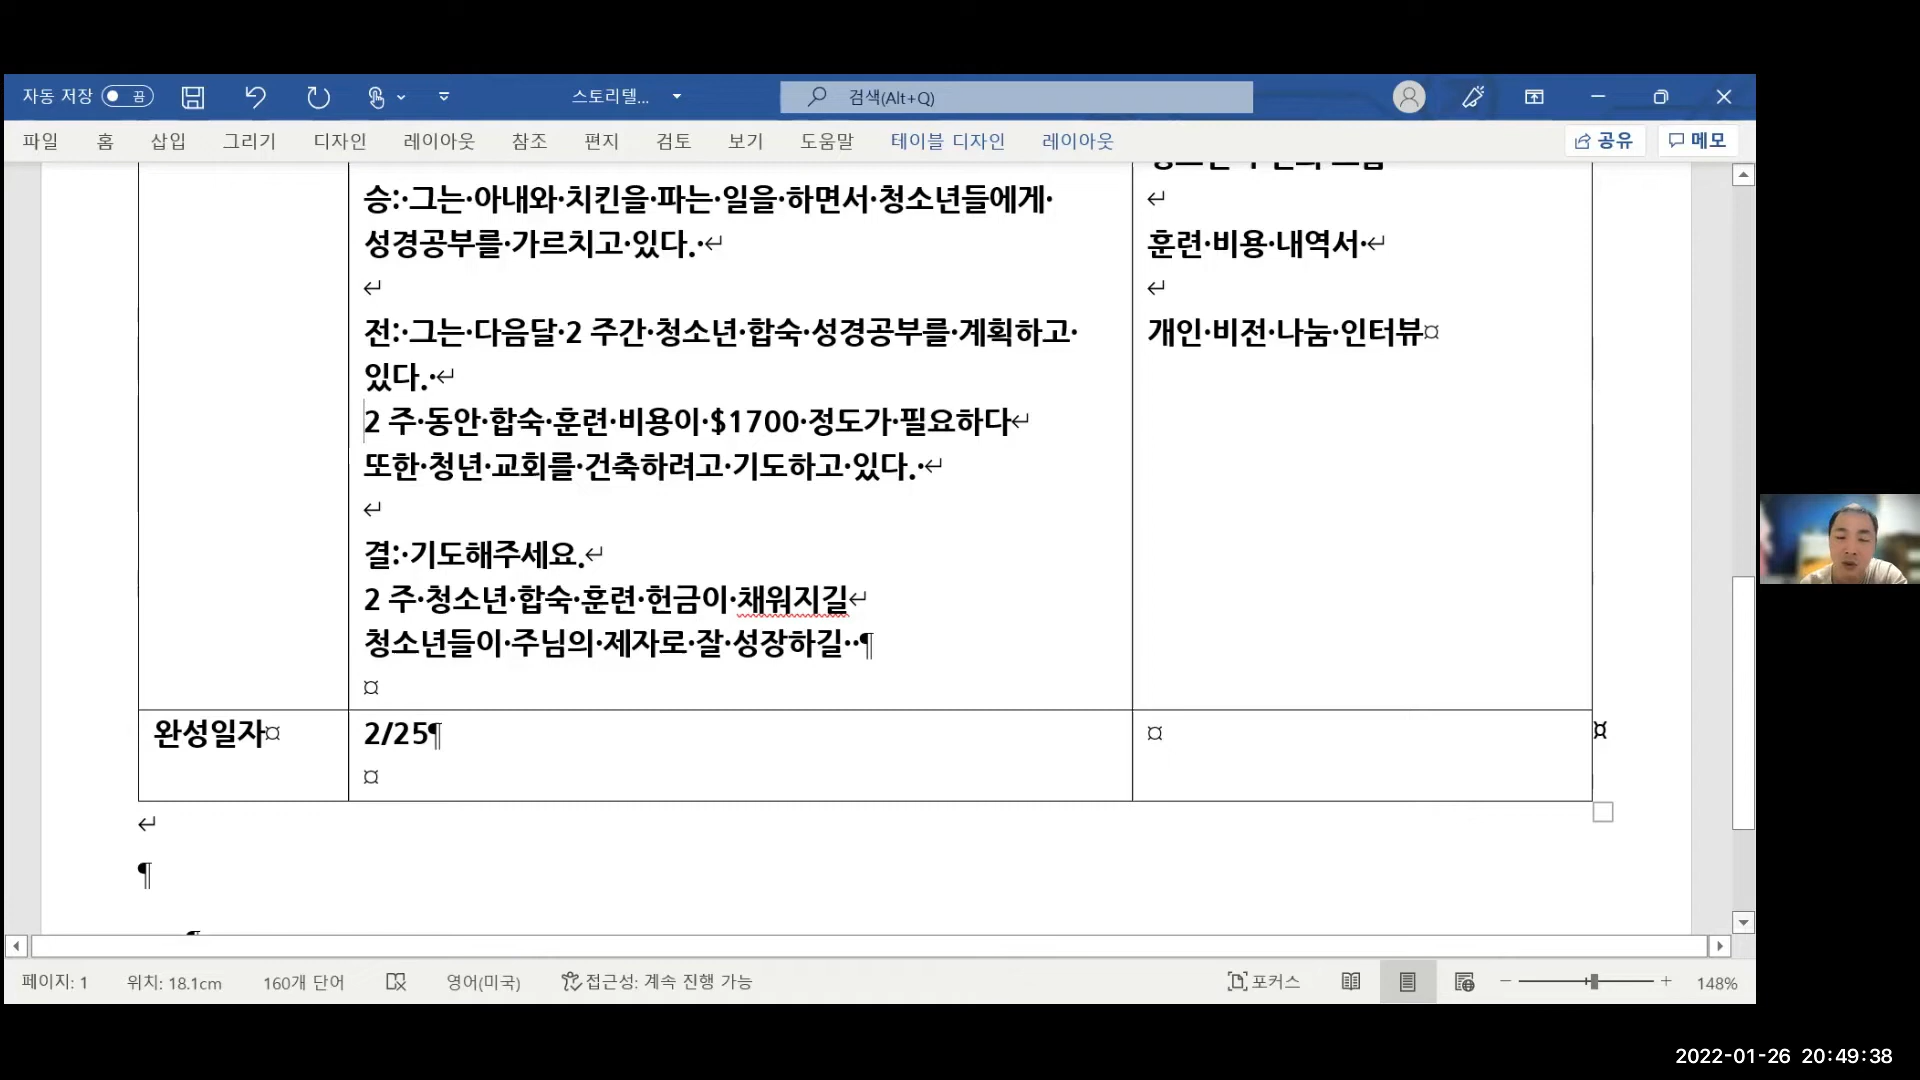 자동 저장 끔 스토리텔... 검색(Alt+Q)
파일 홈 삽입 그리기 디자인 레이아웃 참조 편지 검토 보기 도움말 테이블 디자인 레이아웃 공유 메모
승: 그는 아내와 치킨을 파는 일을 하면서 청소년들에게
성경공부를 가르치고 있다.
전: 그는 다음달 2 주간 청소년 합숙 성경공부를 계획하고
있다.
2 주 동안 합숙 훈련 비용이 $1700 정도가 필요하다
또한 청년 교회를 건축하려고 기도하고 있다.
결: 기도해주세요.
2 주 청소년 합숙 훈련 헌금이 채워지길
청소년들이 주님의 제자로 잘 성장하길
훈련 비용 내역서
개인 비전 나눔 인터뷰
완성일자 2/25
페이지: 1 위치: 18.1cm 160개 단어 영어(미국) 접근성: 계속 진행 가능 포커스 148%
2022-01-26 20:49:38